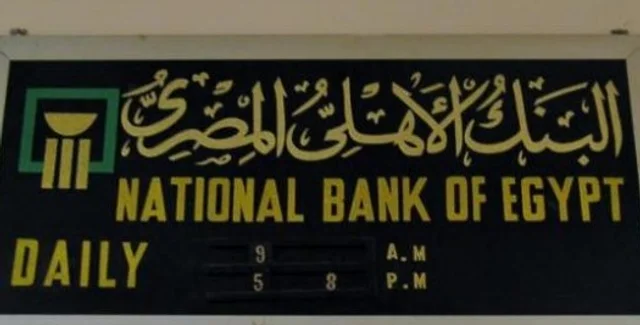 البنك الأهلي المصري
NATIONAL BANK OF EGYPT
DAILY
9 A.M
5 8 P.M